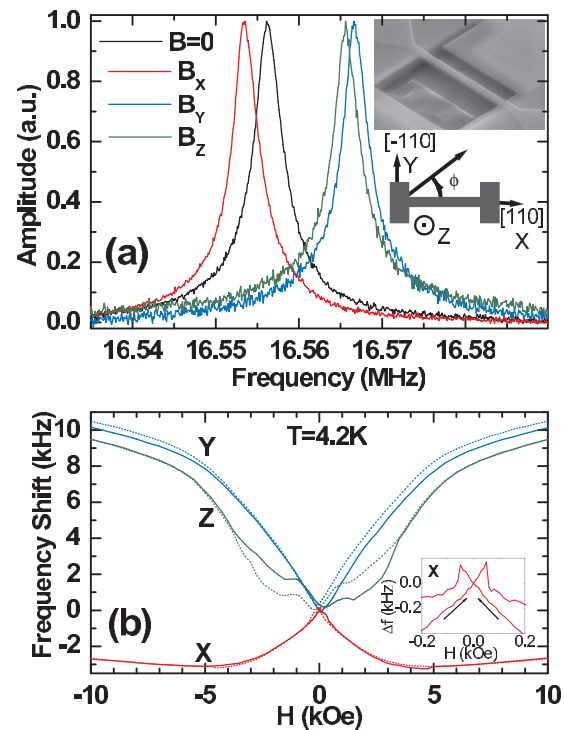 B=0
B_X
B_Y
B_Z
[-110]
Y
ϕ
[110]
Z
X
(a)
Amplitude (a.u.)
1.0
0.8
0.6
0.4
0.2
0.0
16.54 16.55 16.56 16.57 16.58
Frequency (MHz)
T=4.2K
Y
Z
X
(b)
Frequency Shift (kHz)
10
8
6
4
2
0
-2
X
Δf (kHz)
0.0
-0.2
-0.2 0.0 0.2
H (kOe)
-10 -5 0 5 10
H (kOe)